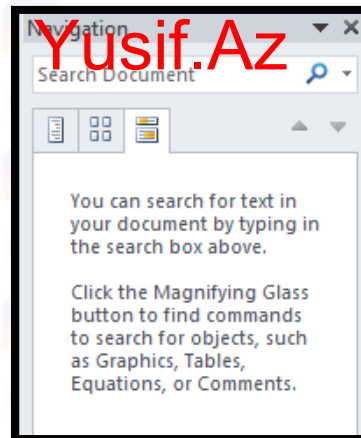 Navigation
Yusif.Az
Search Document
You can search for text in
your document by typing in
the search box above.
Click the Magnifying Glass
button to find commands
to search for objects, such
as Graphics, Tables,
Equations, or Comments.